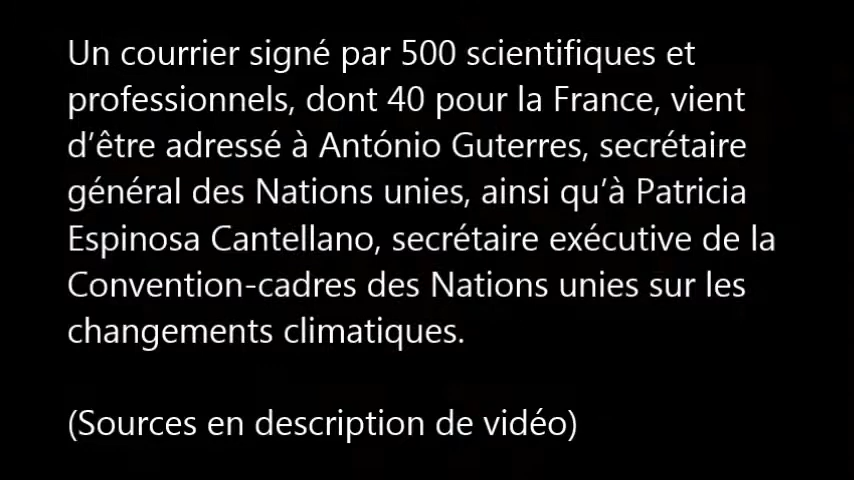 Un courrier signé par 500 scientifiques et
professionnels, dont 40 pour la France, vient
d’être adressé à António Guterres, secrétaire
général des Nations unies, ainsi qu’à Patricia
Espinosa Cantellano, secrétaire exécutive de la
Convention-cadres des Nations unies sur les
changements climatiques.
(Sources en description de vidéo)